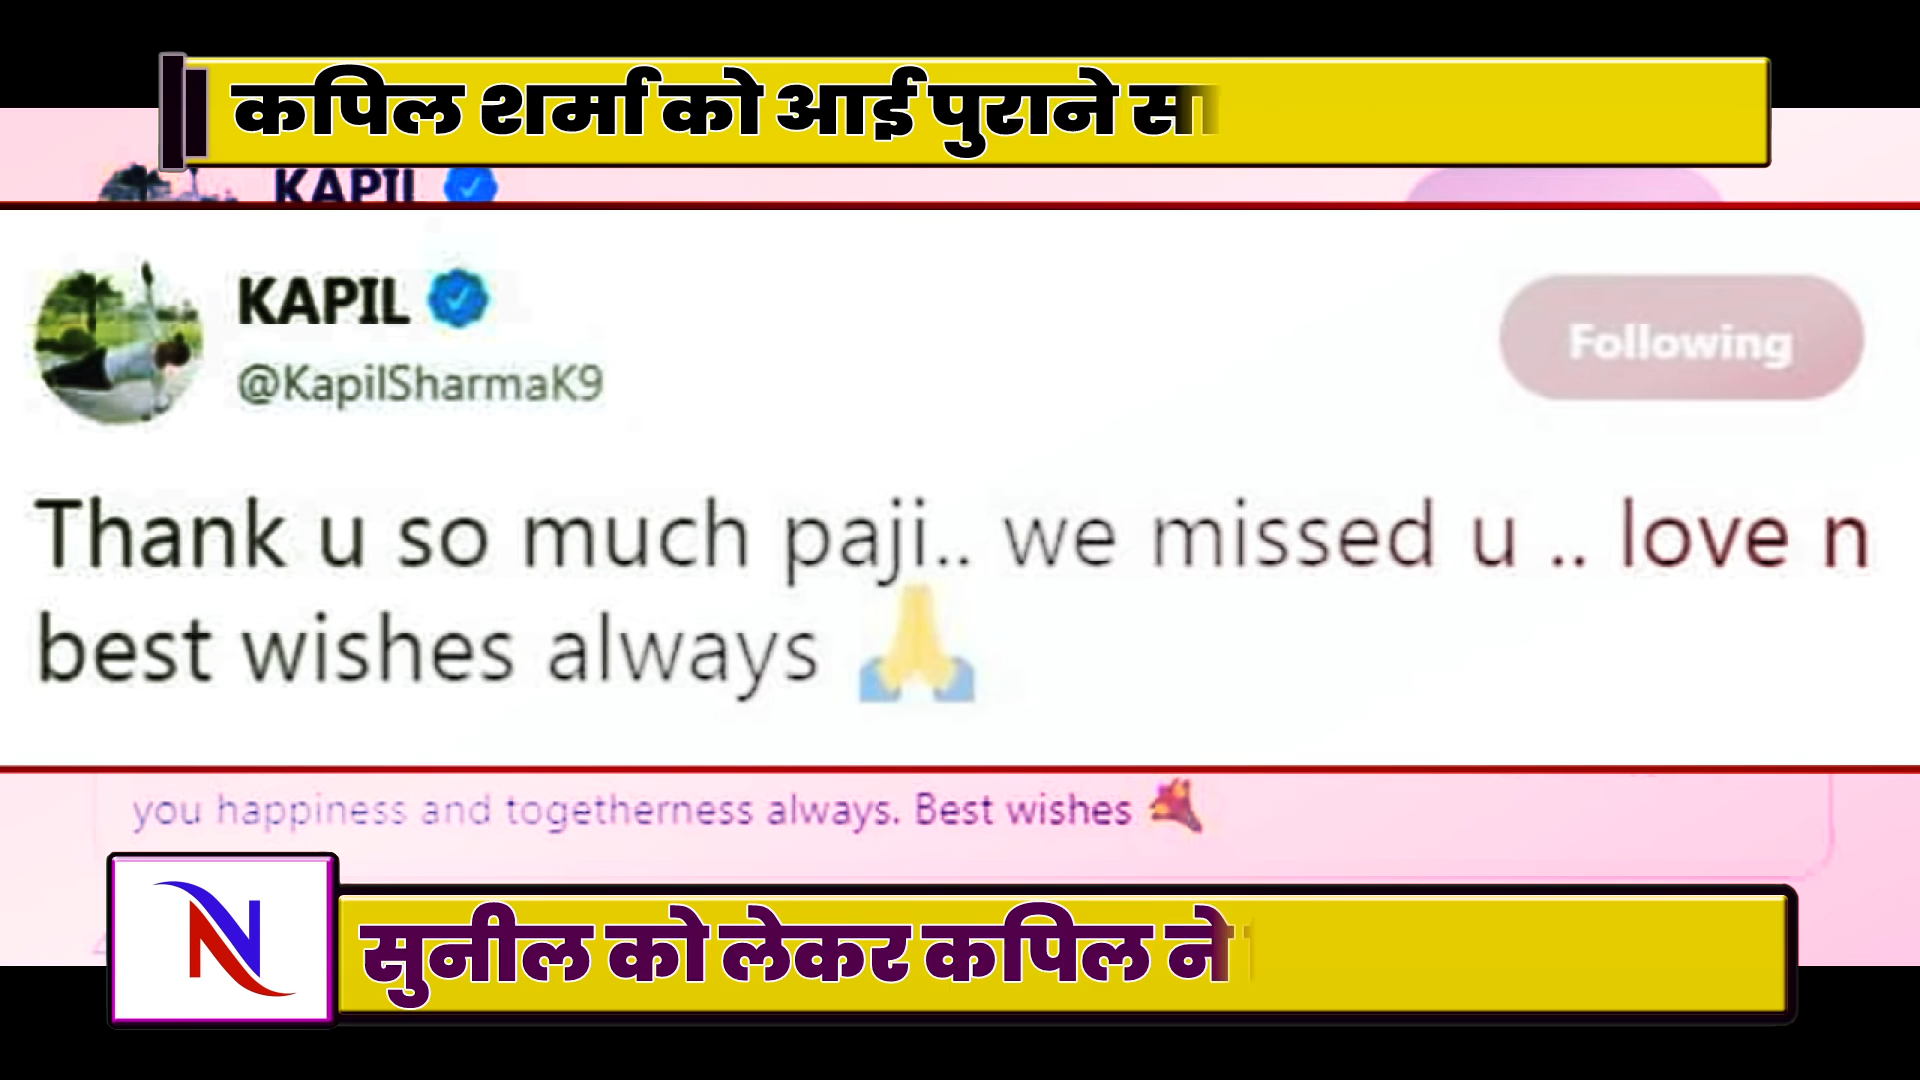 कपिल शर्मा को आई पुराने
KAPIL
KAPIL
@KapilSharmaK9
Following
Thank u so much paji.. we missed u .. love n
best wishes always 🙏
you happiness and togetherness always. Best wishes
N
सुनील को लेकर कपिल ने